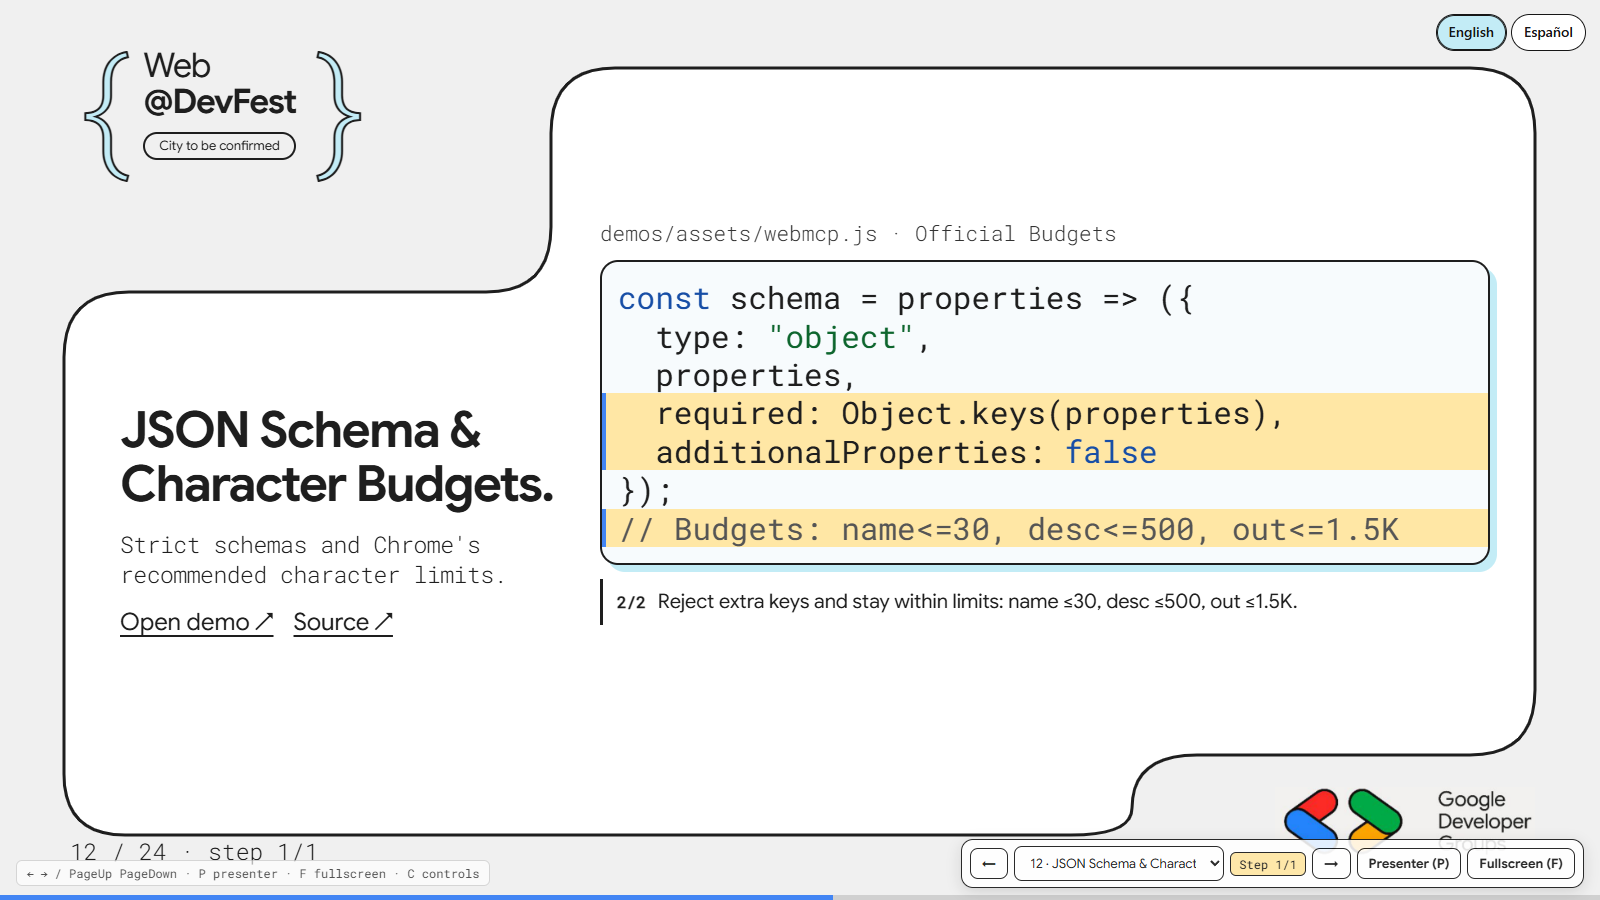 English
Español
Web
@DevFest
City to be confirmed
demos/assets/webmcp.js · Official Budgets
const schema = properties => ({
  type: "object",
  properties,
  required: Object.keys(properties),
  additionalProperties: false
});
// Budgets: name<=30, desc<=500, out<=1.5K
2/2 Reject extra keys and stay within limits: name ≤30, desc ≤500, out ≤1.5K.
JSON Schema &
Character Budgets.
Strict schemas and Chrome's
recommended character limits.
Open demo ↗ Source ↗
Google
Developer
Groups
12 / 24 · step 1/1
← → / PageUp PageDown · P presenter · F fullscreen · C controls
← 12 · JSON Schema & Charact Step 1/1 → Presenter (P) Fullscreen (F)